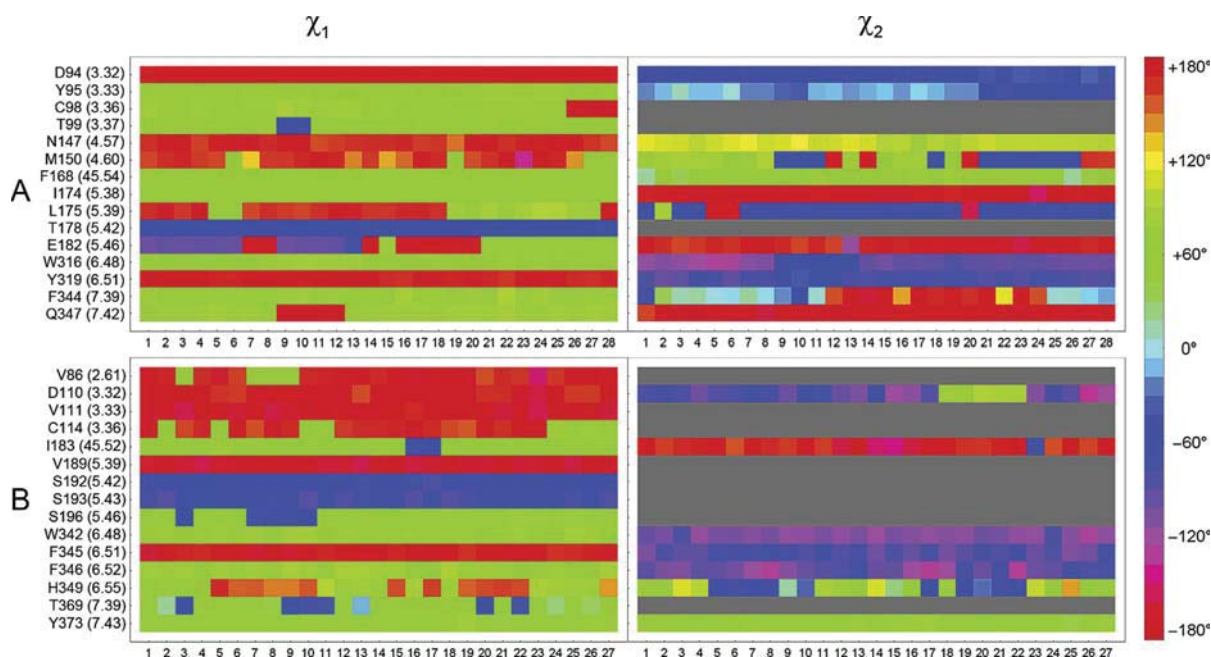 χ1 χ2
D94 (3.32)
Y95 (3.33)
C98 (3.36)
T99 (3.37)
N147 (4.57)
M150 (4.60)
F168 (45.54)
I174 (5.38)
L175 (5.39)
T178 (5.42)
E182 (5.46)
W316 (6.48)
Y319 (6.51)
F344 (7.39)
Q347 (7.42)
A
1 2 3 4 5 6 7 8 9 10 11 12 13 14 15 16 17 18 19 20 21 22 23 24 25 26 27 28
1 2 3 4 5 6 7 8 9 10 11 12 13 14 15 16 17 18 19 20 21 22 23 24 25 26 27 28
V86 (2.61)
D110 (3.32)
V111 (3.33)
C114 (3.36)
I183 (45.52)
V189 (5.39)
S192(5.42)
S193(5.43)
S196 (5.46)
W342 (6.48)
F345 (6.51)
F346 (6.52)
H349 (6.55)
T369 (7.39)
Y373 (7.43)
B
1 2 3 4 5 6 7 8 9 10 11 12 13 14 15 16 17 18 19 20 21 22 23 24 25 26 27
1 2 3 4 5 6 7 8 9 10 11 12 13 14 15 16 17 18 19 20 21 22 23 24 25 26 27
+180°
+120°
+60°
0°
−60°
−120°
−180°